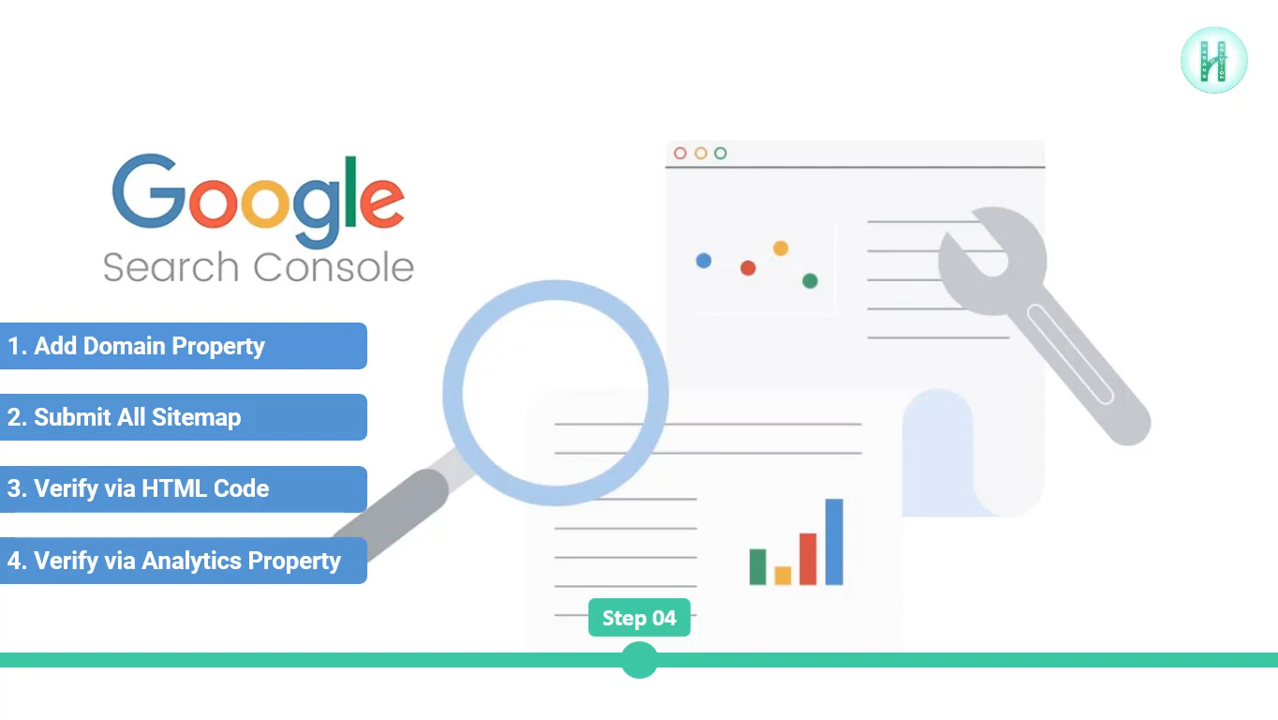 Google
Search Console
1. Add Domain Property
2. Submit All Sitemap
3. Verify via HTML Code
4. Verify via Analytics Property
Step 04